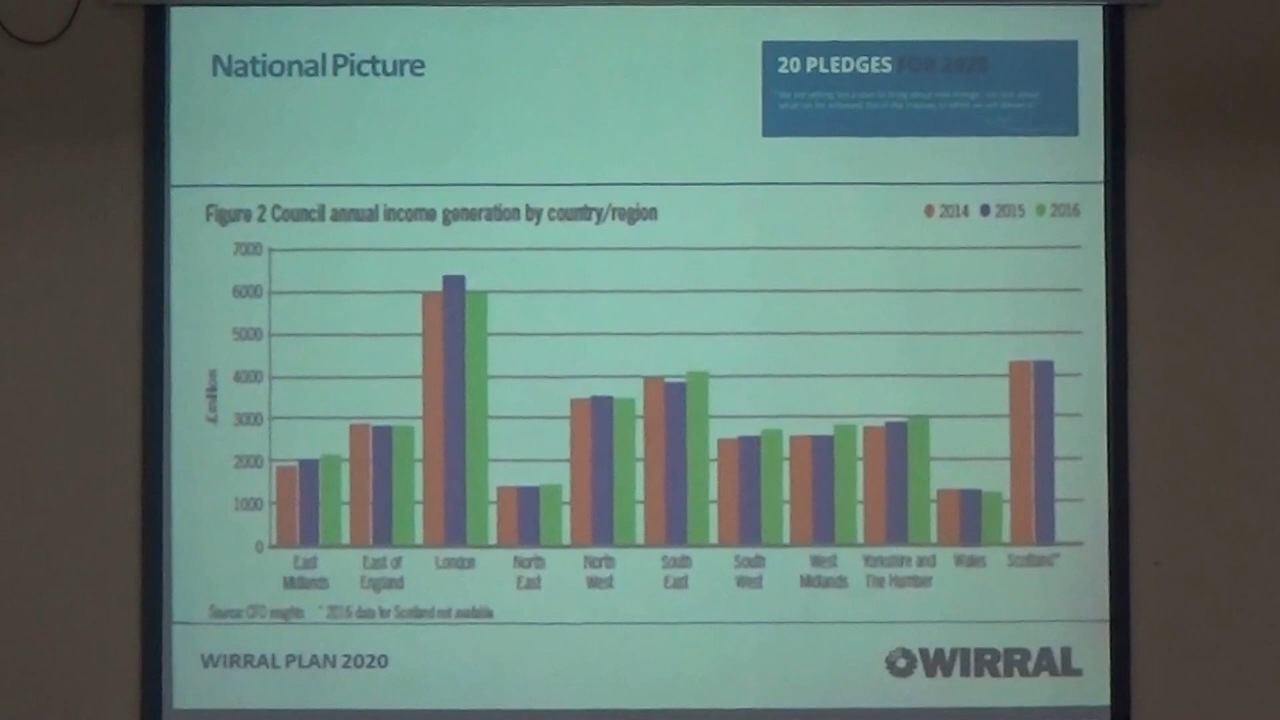 National Picture
20 PLEDGES FOR 2020
Figure 2 Council annual income generation by country/region
2014 2015 2016
7000
6000
5000
4000
3000
2000
1000
0
£million
East Midlands
East of England
London
North East
North West
South East
South West
West Midlands
Yorkshire and The Humber
Wales
Scotland*
Source: CFO insights * 2016 data for Scotland not available
WIRRAL PLAN 2020
WIRRAL